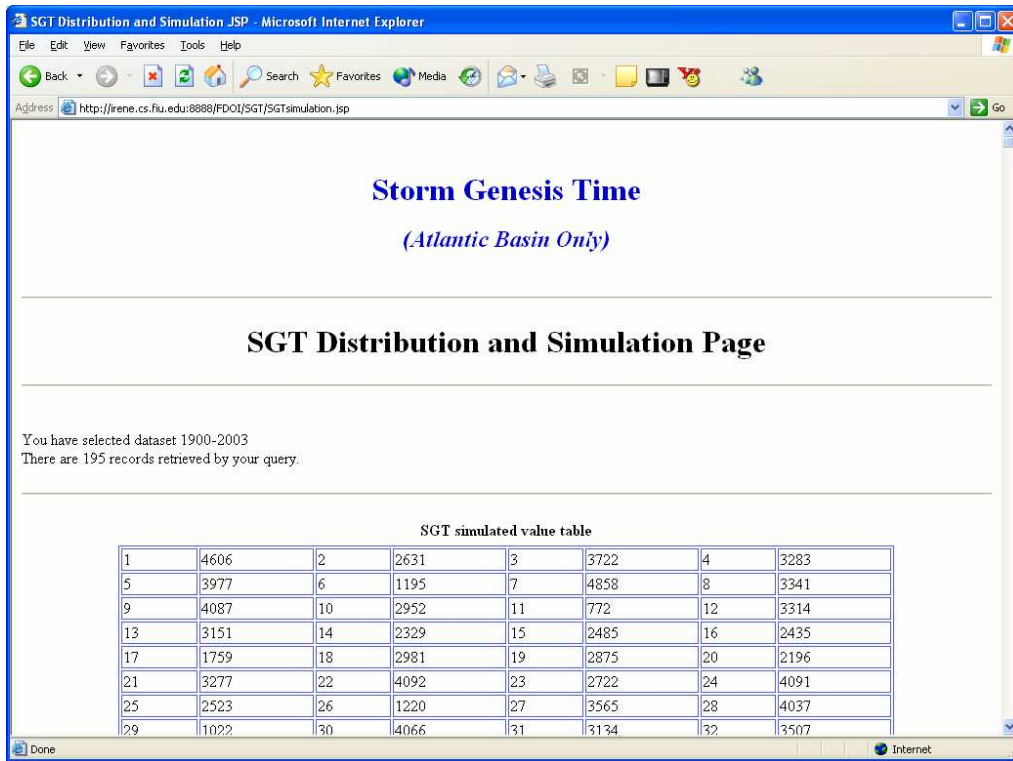 SGT Distribution and Simulation JSP - Microsoft Internet Explorer
File Edit View Favorites Tools Help
Back Search Favorites Media
Address http://irene.cs.fiu.edu:8888/FDOI/SGT/SGTsimulation.jsp Go
Storm Genesis Time
(Atlantic Basin Only)
SGT Distribution and Simulation Page
You have selected dataset 1900-2003
There are 195 records retrieved by your query.
SGT simulated value table
1 4606 2 2631 3 3722 4 3283
5 3977 6 1195 7 4858 8 3341
9 4087 10 2952 11 772 12 3314
13 3151 14 2329 15 2485 16 2435
17 1759 18 2981 19 2875 20 2196
21 3277 22 4092 23 2722 24 4091
25 2523 26 1220 27 3565 28 4037
29 1022 30 4066 31 3134 32 3507
Done Internet